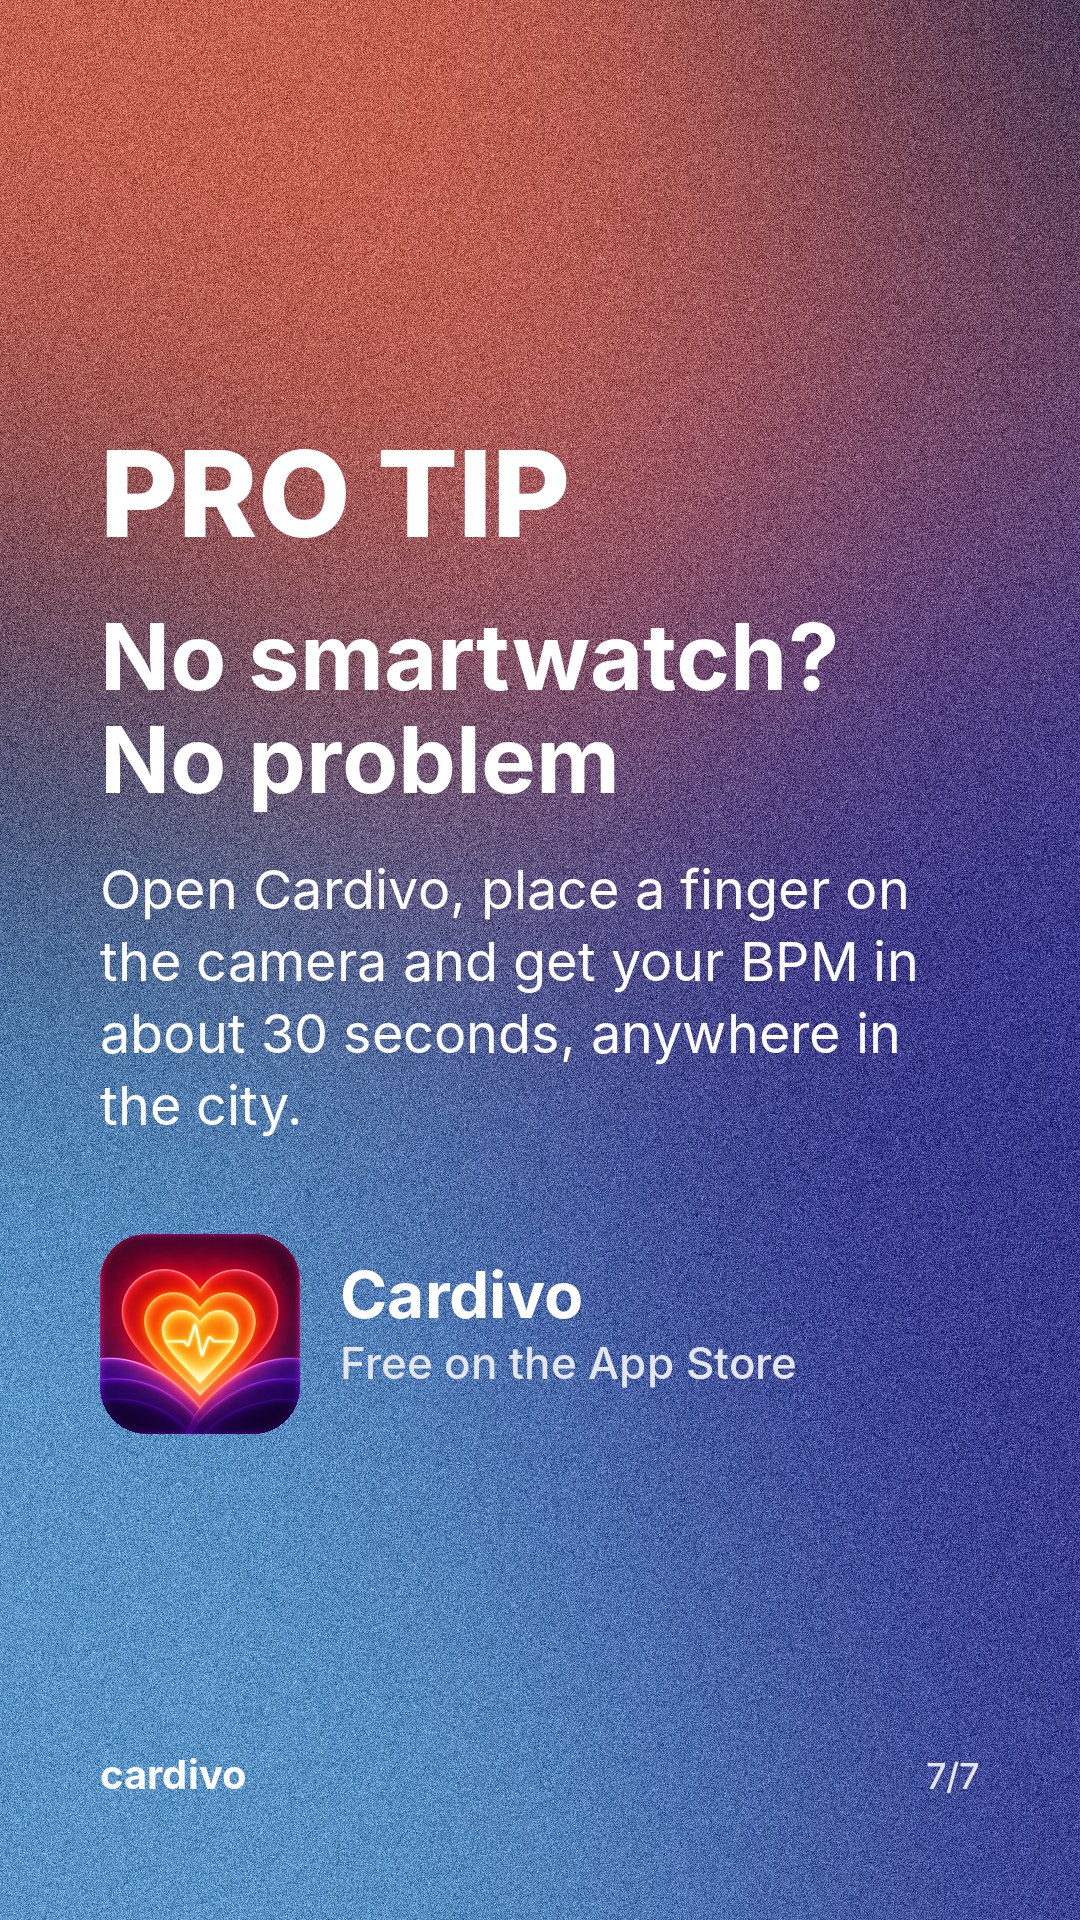 PRO TIP
No smartwatch?
No problem
Open Cardivo, place a finger on
the camera and get your BPM in
about 30 seconds, anywhere in
the city.
Cardivo
Free on the App Store
cardivo
7/7